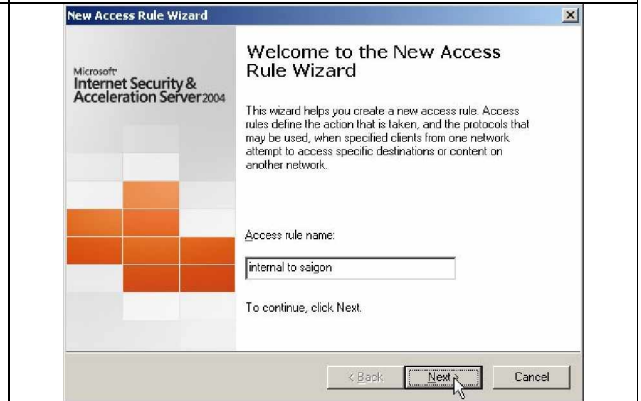 New Access Rule Wizard
Microsoft
Internet Security &
Acceleration Server 2004
Welcome to the New Access
Rule Wizard
This wizard helps you create a new access rule. Access
rules define the action that is taken, and the protocols that
may be used, when specified clients from one network
attempt to access specific destinations or content on
another network.
Access rule name:
internal to saigon
To continue, click Next.
< Back
Next >
Cancel